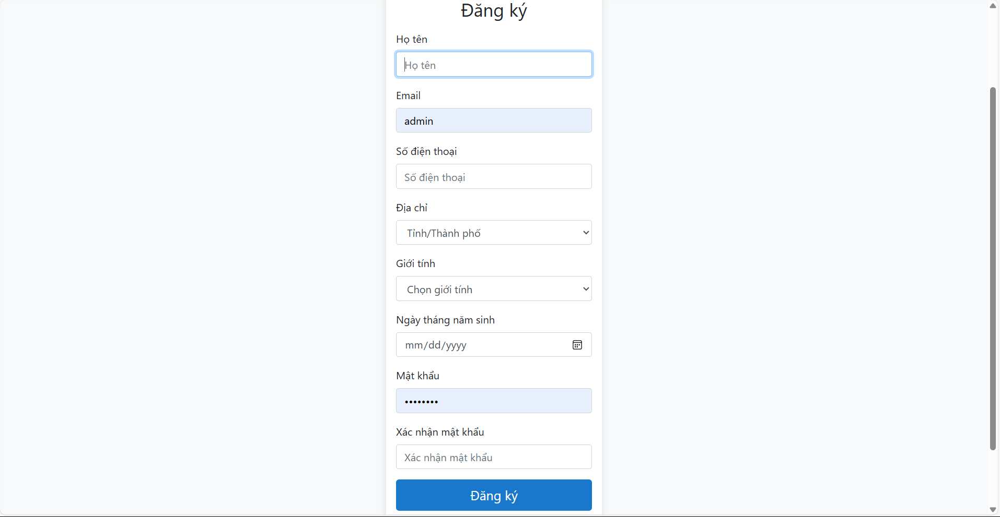 Đăng ký
Họ tên
Họ tên
Email
admin
Số điện thoại
Số điện thoại
Địa chỉ
Tỉnh/Thành phố
Giới tính
Chọn giới tính
Ngày tháng năm sinh
mm/dd/yyyy
Mật khẩu
••••••••
Xác nhận mật khẩu
Xác nhận mật khẩu
Đăng ký